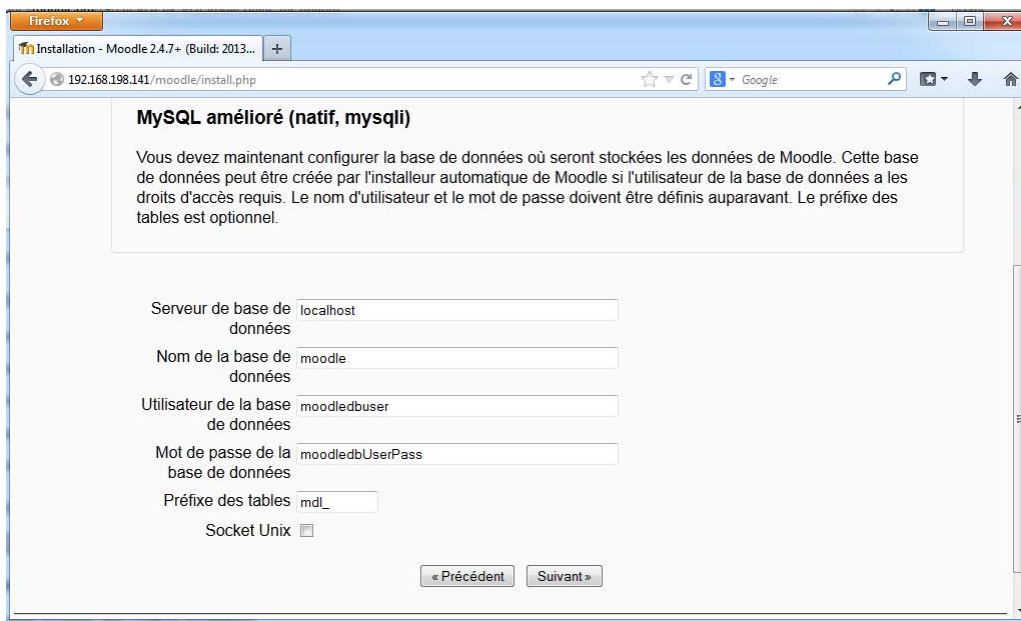 Firefox
Installation - Moodle 2.4.7+ (Build: 2013...
+
192.168.198.141/moodle/install.php
8 - Google
MySQL amélioré (natif, mysqli)
Vous devez maintenant configurer la base de données où seront stockées les données de Moodle. Cette base
de données peut être créée par l'installeur automatique de Moodle si l'utilisateur de la base de données a les
droits d'accès requis. Le nom d'utilisateur et le mot de passe doivent être définis auparavant. Le préfixe des
tables est optionnel.
Serveur de base de données localhost
Nom de la base de données moodle
Utilisateur de la base de données moodledbuser
Mot de passe de la base de données moodledbUserPass
Préfixe des tables mdl_
Socket Unix
« Précédent Suivant »